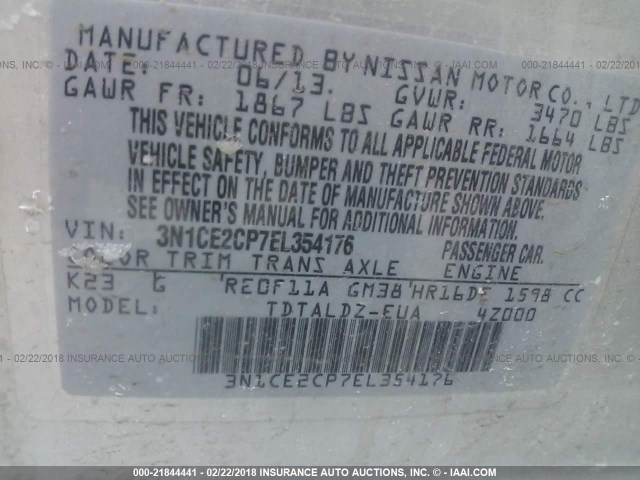 MANUFACTURED BY NISSAN MOTOR CO., LTD
DATE: 06/13. GVWR: 3470 LBS
GAWR FR: 1867 LBS GAWR RR: 1664 LBS
THIS VEHICLE CONFORMS TO ALL APPLICABLE FEDERAL MOTOR
VEHICLE SAFETY, BUMPER AND THEFT PREVENTION STANDARDS
IN EFFECT ON THE DATE OF MANUFACTURE SHOWN ABOVE.
SEE OWNER'S MANUAL FOR ADDITIONAL INFORMATION.
VIN: 3N1CE2CP7EL354176 PASSENGER CAR.
COLOR TRIM TRANS AXLE ENGINE
K23 G RE0F11A GM38 HR16DE 1598 CC
MODEL: TDTALDZ-EUA 4Z000
3N1CE2CP7EL354176
000-21844441 - 02/22/2018 INSURANCE AUTO AUCTIONS - © - IAAI.COM